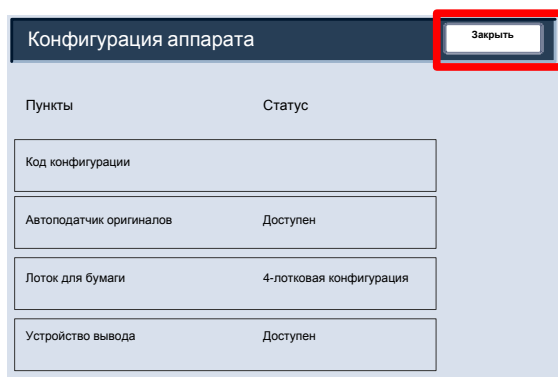 Конфигурация аппарата Закрыть
Пункты Статус
Код конфигурации
Автоподатчик оригиналов Доступен
Лоток для бумаги 4-лотковая конфигурация
Устройство вывода Доступен